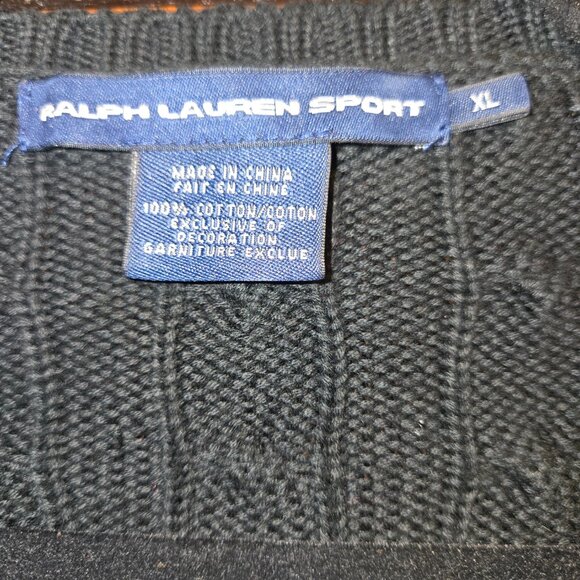 RALPH LAUREN SPORT
XL
MADE IN CHINA
FAIT EN CHINE
100% COTTON/COTON
EXCLUSIVE OF
DECORATION
GARNITURE EXCLUE